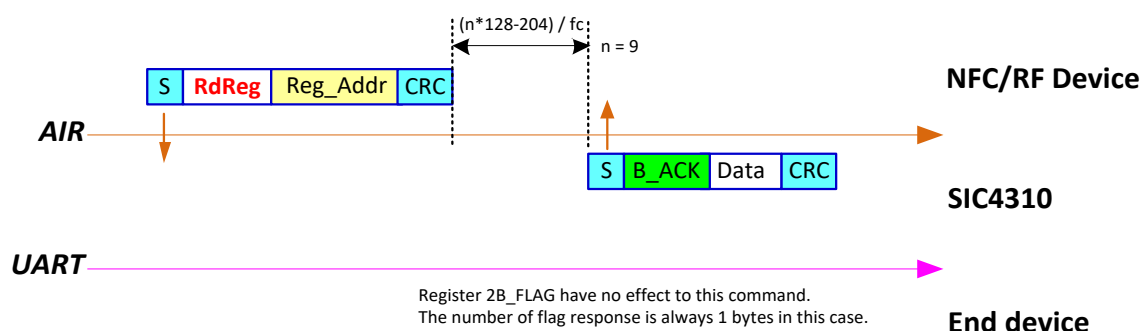 (n*128-204) / fc
n = 9
S RdReg Reg_Addr CRC
NFC/RF Device
AIR
S B_ACK Data CRC
SIC4310
UART
Register 2B_FLAG have no effect to this command.
The number of flag response is always 1 bytes in this case.
End device